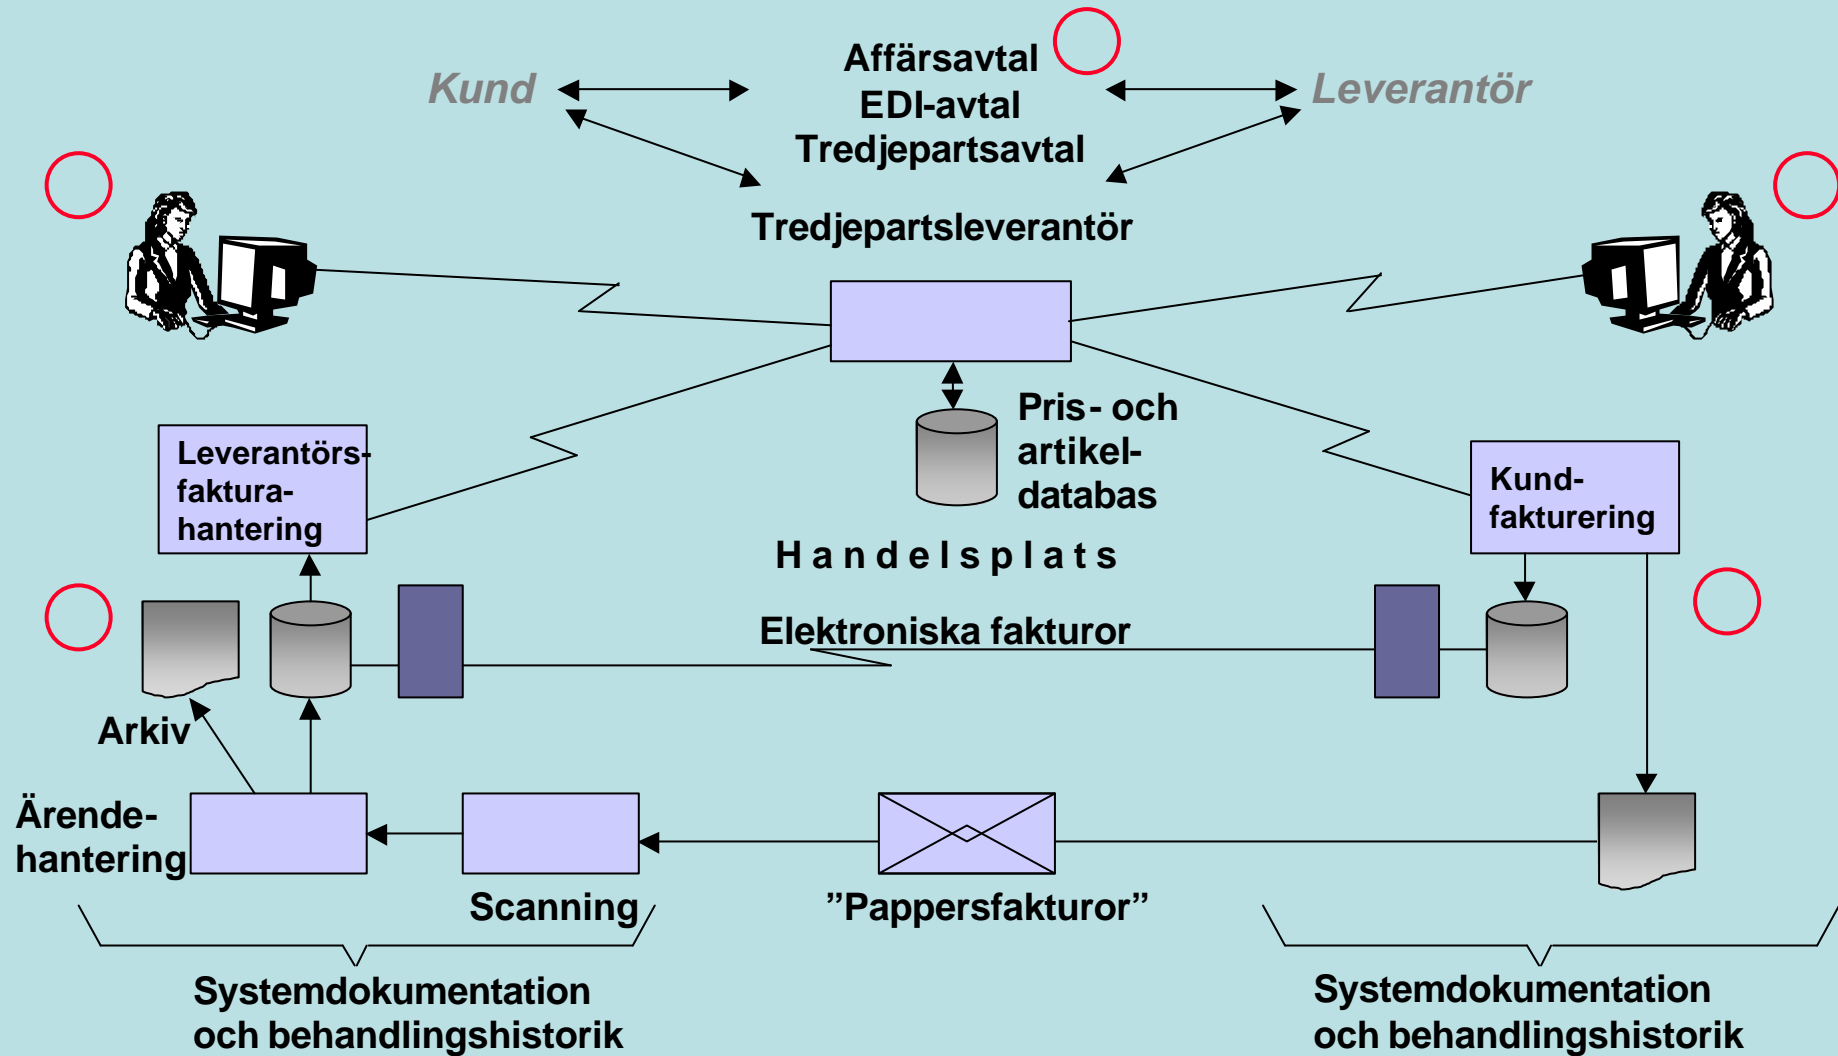 Affärsavtal
Kund
EDI-avtal
Leverantör
Tredjepartsavtal
Tredjepartsleverantör
Pris- och
artikel-
databas
Leverantörs-
faktura-
hantering
Kund-
fakturering
Handelsplats
Elektroniska fakturor
Arkiv
Ärende-
hantering
Scanning
”Pappersfakturor”
Systemdokumentation
och behandlingshistorik
Systemdokumentation
och behandlingshistorik